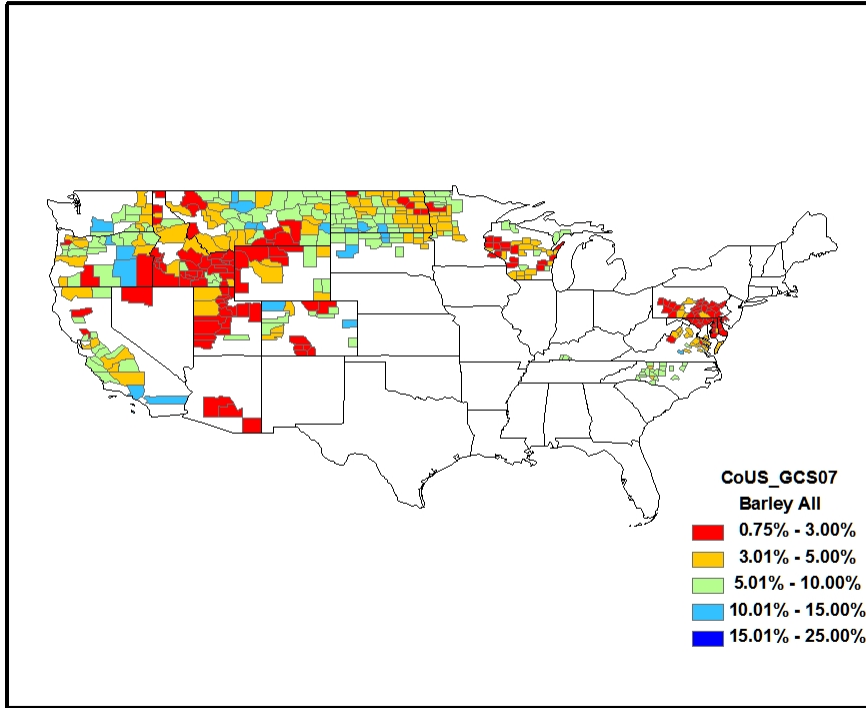 CoUS_GCS07
Barley All
0.75% - 3.00%
3.01% - 5.00%
5.01% - 10.00%
10.01% - 15.00%
15.01% - 25.00%